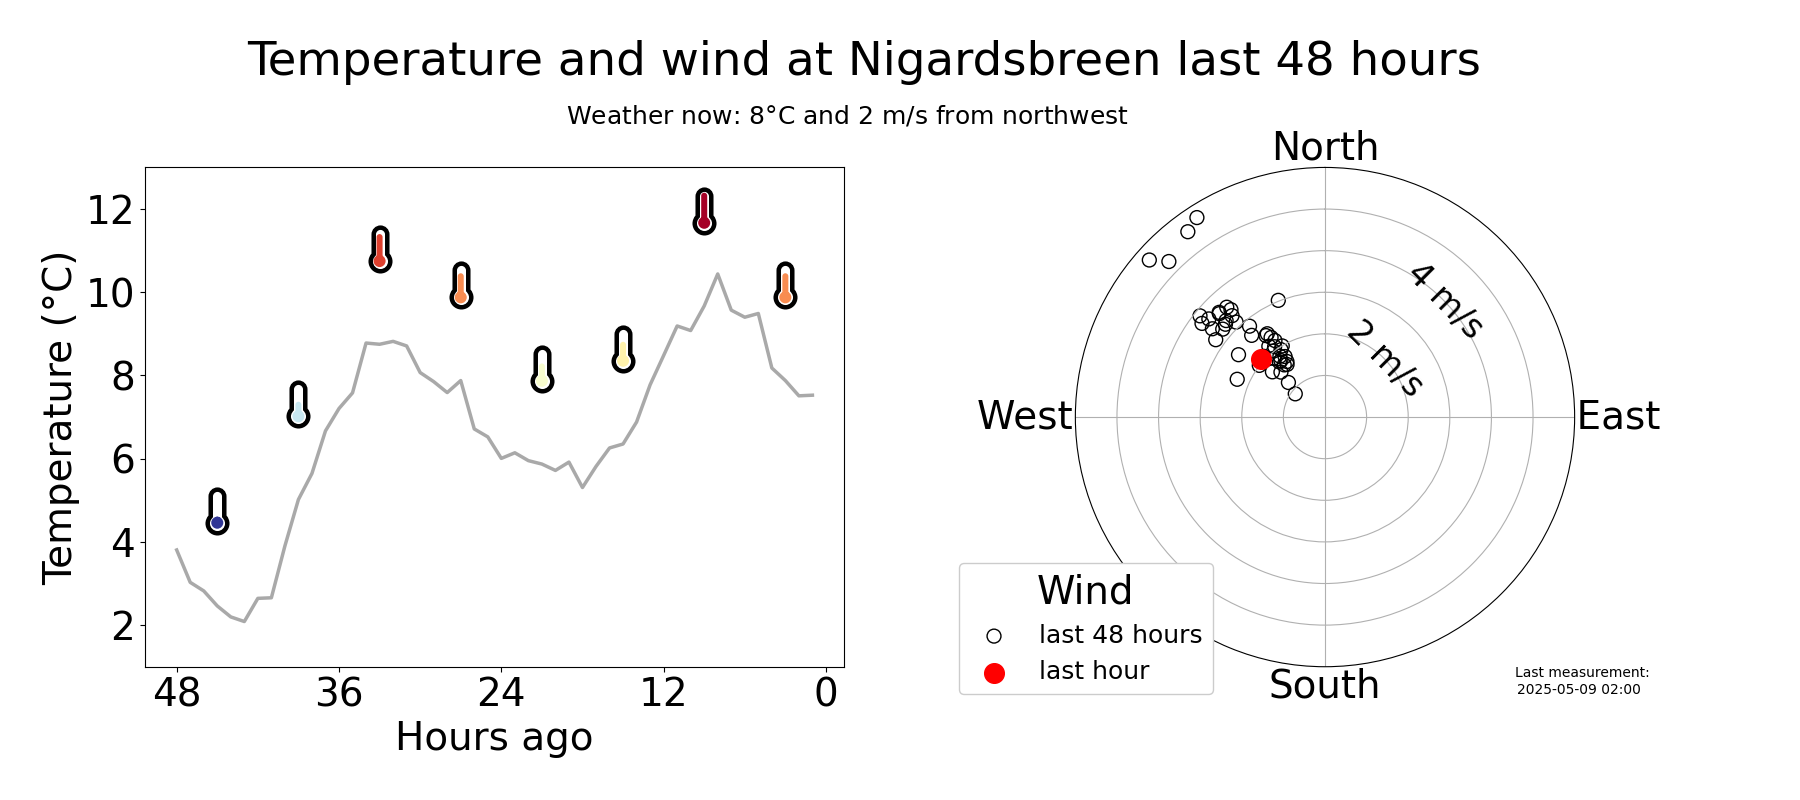 Temperature and wind at Nigardsbreen last 48 hours
Weather now: 8°C and 2 m/s from northwest
Temperature (°C)
12
10
8
6
4
2
48
36
24
12
0
Hours ago
North
West
East
South
4 m/s
2 m/s
Wind
last 48 hours
last hour
Last measurement:
2025-05-09 02:00